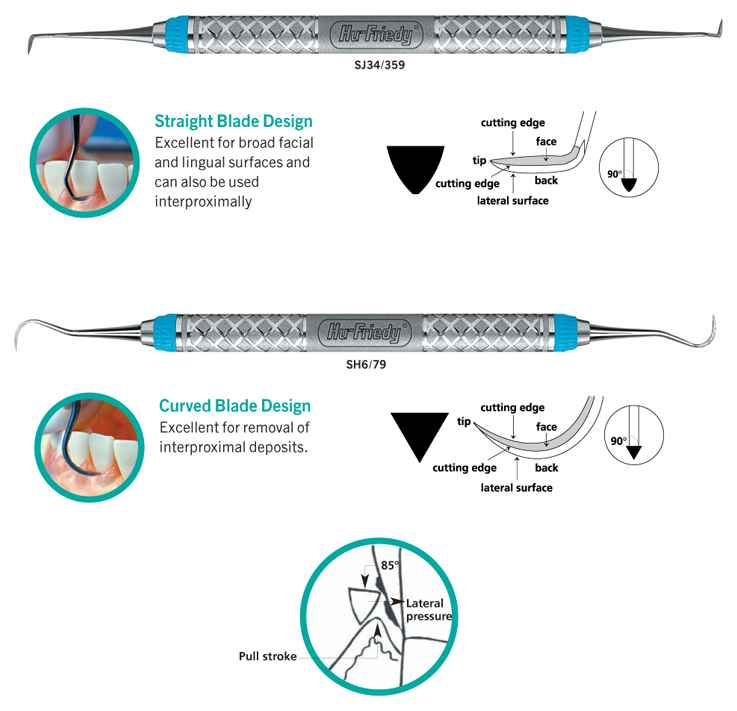 Hu-Friedy®
SJ34/359
Straight Blade Design
Excellent for broad facial
and lingual surfaces and
can also be used
interproximally
cutting edge
face
tip
cutting edge
back
lateral surface
90°
Hu-Friedy®
SH6/79
Curved Blade Design
Excellent for removal of
interproximal deposits.
cutting edge
tip
face
cutting edge
back
lateral surface
90°
85°
Lateral
pressure
Pull stroke